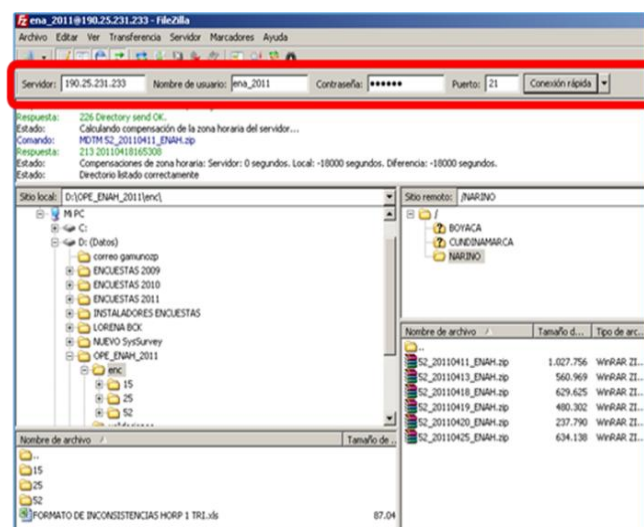 ena_2011@190.25.231.233 - FileZilla
Archivo Editar Ver Transferencia Servidor Marcadores Ayuda
Servidor: 190.25.231.233 Nombre de usuario: ena_2011 Contraseña: ●●●●●● Puerto: 21 Conexión rápida
Respuesta: 226 Directory send OK.
Estado: Calculando compensación de la zona horaria del servidor...
Comando: MDTM 52_20110411_ENAH.zip
Respuesta: 213 20110418165308
Estado: Compensaciones de zona horaria: Servidor: 0 segundos. Local: -18000 segundos. Diferencia: -18000 segundos.
Estado: Directorio listado correctamente
Sitio local: D:\OPE_ENAH_2011\enc\
Mi PC
C:
D: (Datos)
correo gamunozp
ENCUESTAS 2009
ENCUESTAS 2010
ENCUESTAS 2011
INSTALADORES ENCUESTAS
LORENA BCK
NUEVO SysSurvey
OPE_ENAH_2011
enc
15
25
52
Nombre de archivo Tamaño de ...
..
15
25
52
FORMATO DE INCONSISTENCIAS HORP 1 TRI.xls 87.04
Sitio remoto: /NARINO
/
BOYACA
CUNDINAMARCA
NARINO
Nombre de archivo Tamaño d... Tipo de arc...
..
52_20110411_ENAH.zip 1.027.756 WinRAR ZI...
52_20110413_ENAH.zip 560.969 WinRAR ZI...
52_20110418_ENAH.zip 629.625 WinRAR ZI...
52_20110419_ENAH.zip 480.302 WinRAR ZI...
52_20110420_ENAH.zip 237.790 WinRAR ZI...
52_20110425_ENAH.zip 634.138 WinRAR ZI...